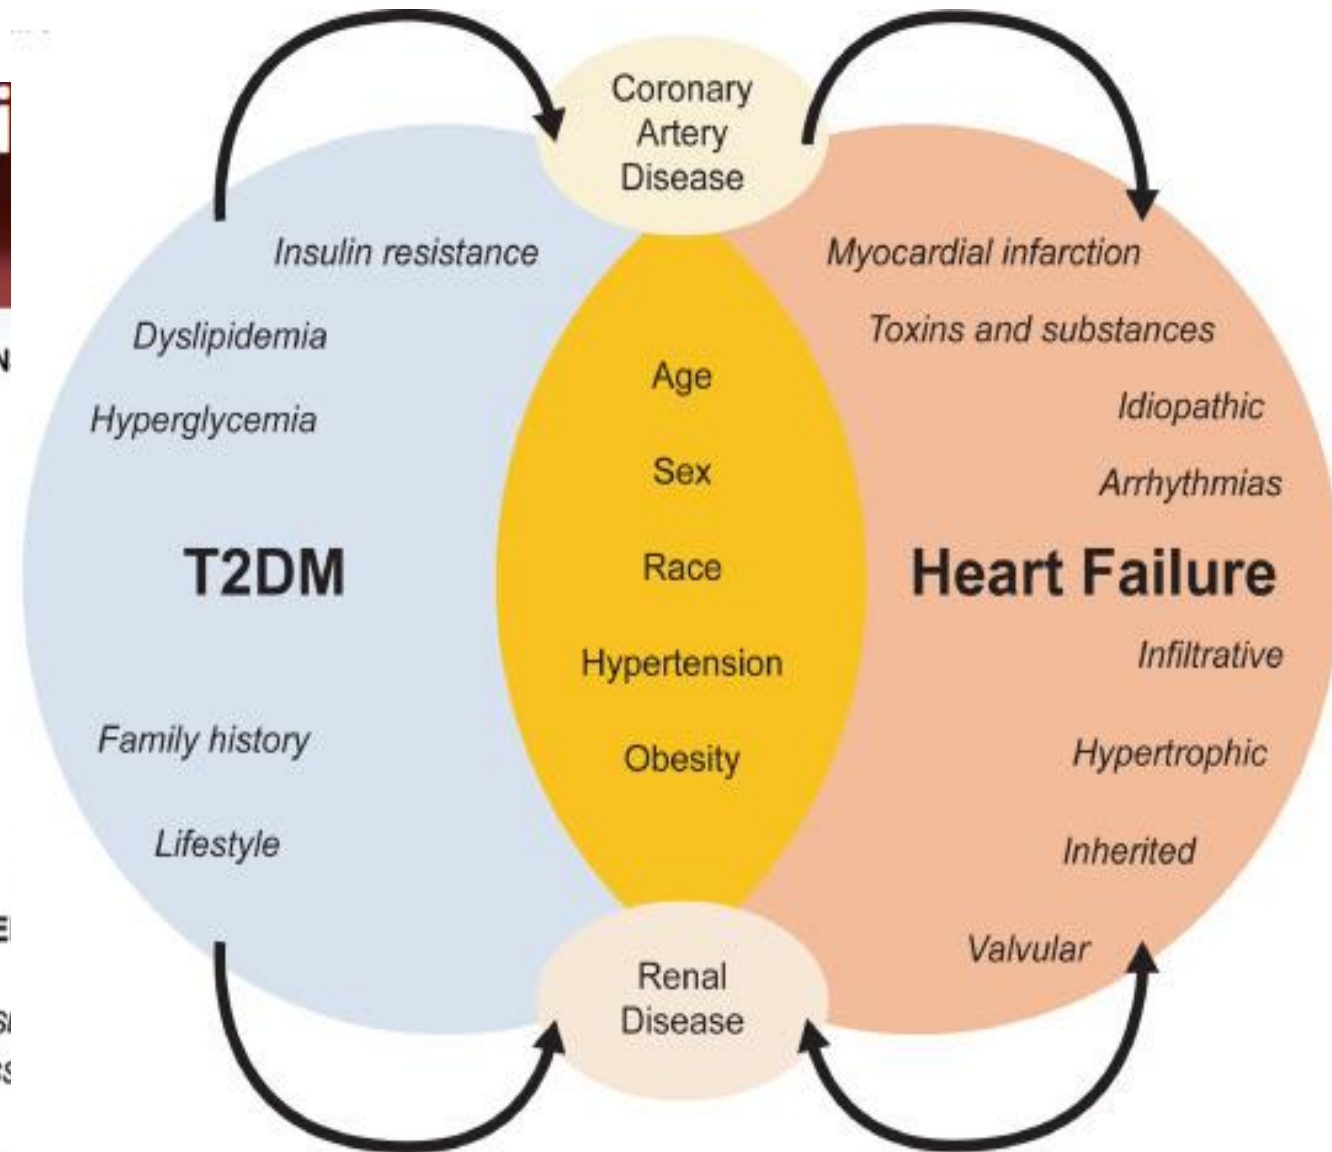 Coronary
Artery
Disease
Insulin resistance
Myocardial infarction
Dyslipidemia
Toxins and substances
Hyperglycemia
Age
Idiopathic
Sex
Arrhythmias
T2DM
Race
Heart Failure
Hypertension
Infiltrative
Family history
Obesity
Hypertrophic
Lifestyle
Inherited
Valvular
Renal
Disease